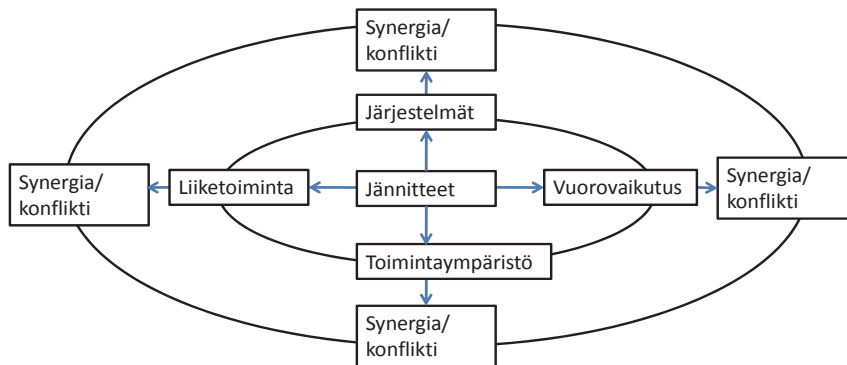 Synergia/
konflikti
Järjestelmät
Synergia/
konflikti
Liiketoiminta
Jännitteet
Vuorovaikutus
Synergia/
konflikti
Toimintaympäristö
Synergia/
konflikti